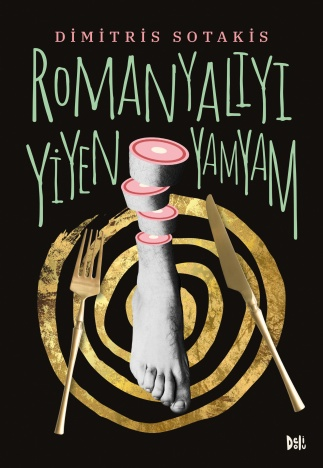 DİMİTRİS SOTAKİS
ROMANYALIYI
YİYEN YAMYAM
DeliDolu